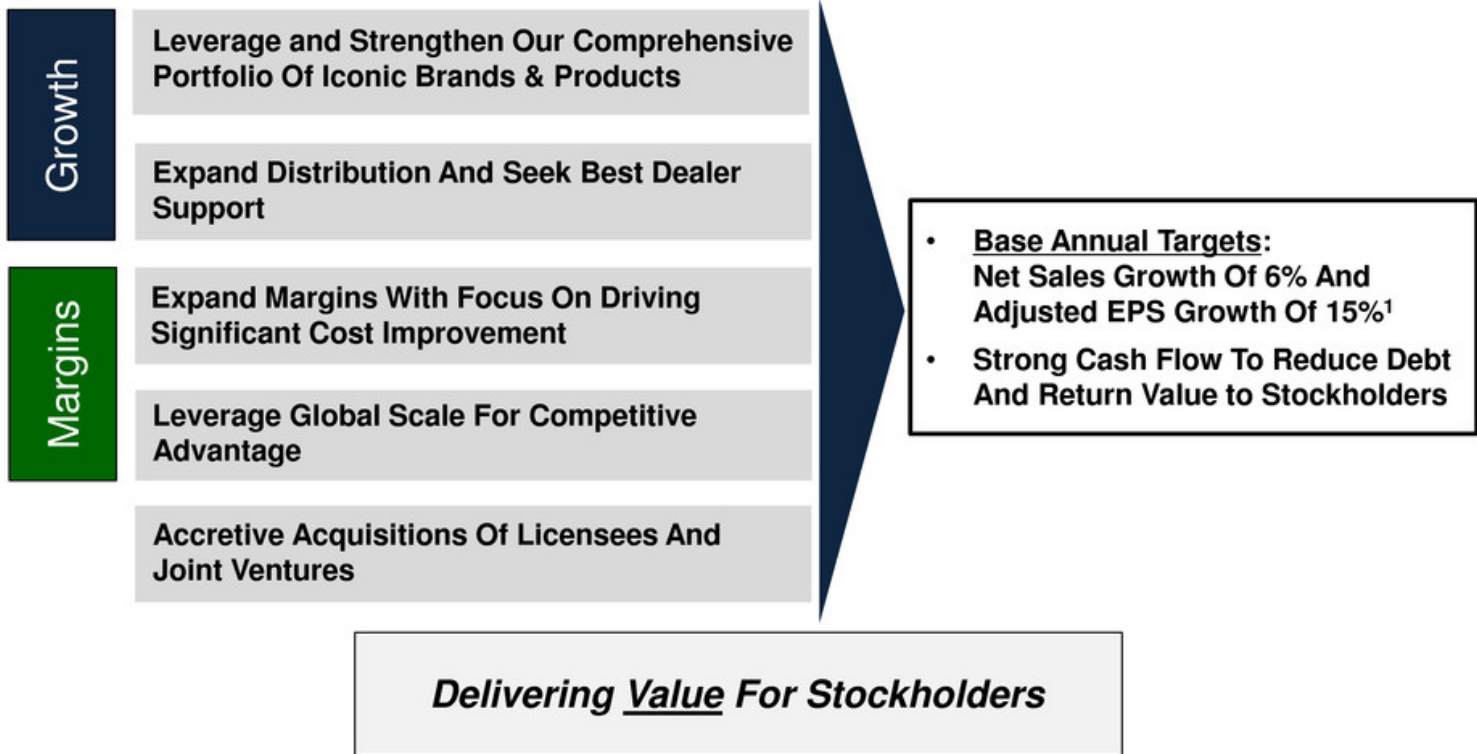 Growth
Leverage and Strengthen Our Comprehensive
Portfolio Of Iconic Brands & Products
Expand Distribution And Seek Best Dealer
Support
Margins
Expand Margins With Focus On Driving
Significant Cost Improvement
Leverage Global Scale For Competitive
Advantage
Accretive Acquisitions Of Licensees And
Joint Ventures
• Base Annual Targets:
Net Sales Growth Of 6% And
Adjusted EPS Growth Of 15%¹
• Strong Cash Flow To Reduce Debt
And Return Value to Stockholders
Delivering Value For Stockholders